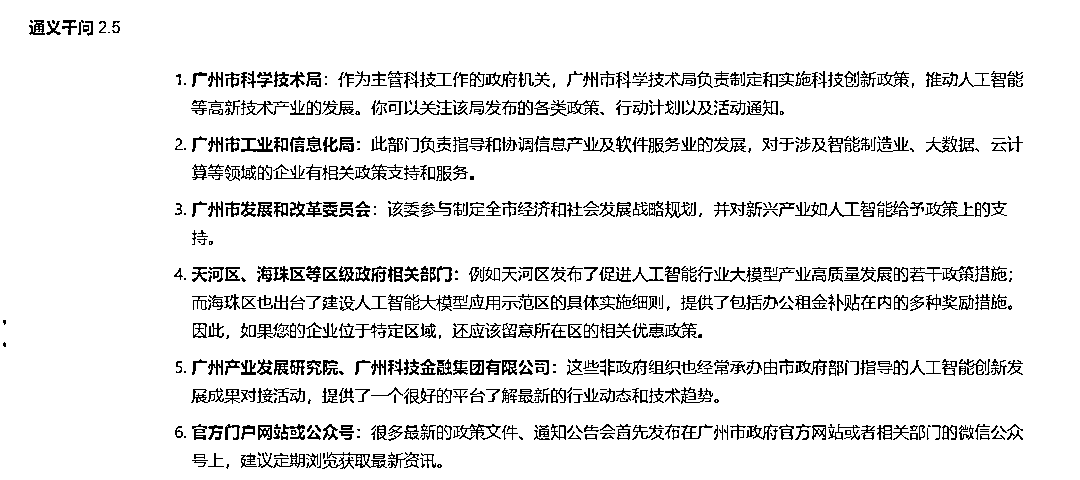 通义千问 2.5
1. 广州市科学技术局：作为主管科技工作的政府机关，广州市科学技术局负责制定和实施科技创新政策，推动人工智能
等高新技术产业的发展。你可以关注该局发布的各类政策、行动计划以及活动通知。
2. 广州市工业和信息化局：此部门负责指导和协调信息产业及软件服务业的发展，对于涉及智能制造业、大数据、云计
算等领域的企业有相关政策支持和服务。
3. 广州市发展和改革委员会：该委参与制定全市经济和社会发展战略规划，并对新兴产业如人工智能给予政策上的支
持。
4. 天河区、海珠区等区级政府相关部门：例如天河区发布了促进人工智能行业大模型产业高质量发展的若干政策措施；
而海珠区也出台了建设人工智能大模型应用示范区的具体实施细则，提供了包括办公租金补贴在内的多种奖励措施。
因此，如果您的企业位于特定区域，还应该留意所在区的相关优惠政策。
5. 广州产业发展研究院、广州科技金融集团有限公司：这些非政府组织也经常承办由市政府部门指导的人工智能创新发
展成果对接活动，提供了一个很好的平台了解最新的行业动态和技术趋势。
6. 官方门户网站或公众号：很多最新的政策文件、通知公告会首先发布在广州市政府官方网站或者相关部门的微信公众
号上，建议定期浏览获取最新资讯。